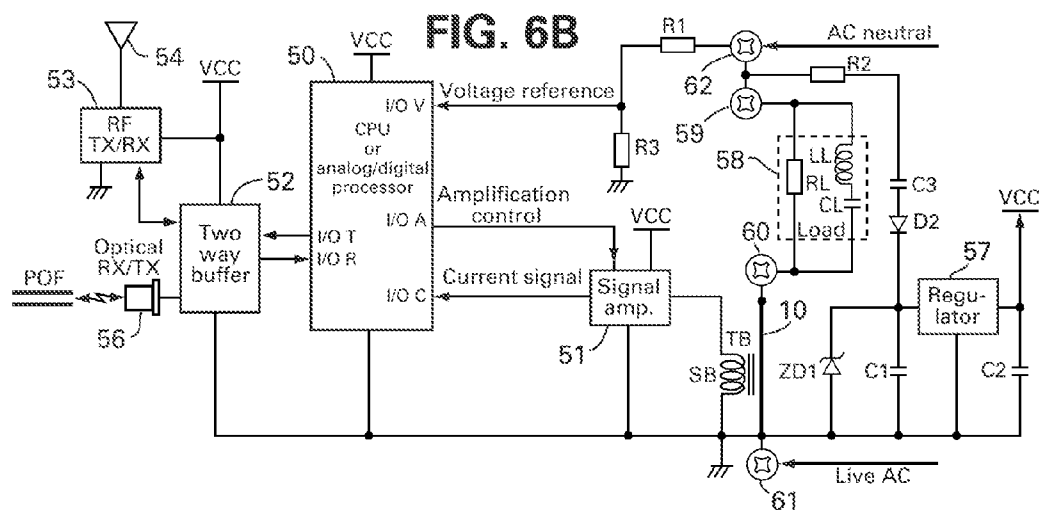 FIG. 6B
54
53
VCC
RF
TX/RX
52
Two
way
buffer
Optical
RX/TX
POF
56
50
VCC
I/O V
CPU
or
analog/digital
processor
I/O A
I/O T
I/O R
I/O C
Voltage reference
Amplification
control
Current signal
VCC
Signal
amp.
51
R1
R3
62
AC neutral
R2
59
58
LL
RL
CL
Load
60
C3
D2
VCC
57
Regu-
lator
10
TB
SB
ZD1
C1
C2
61
Live AC